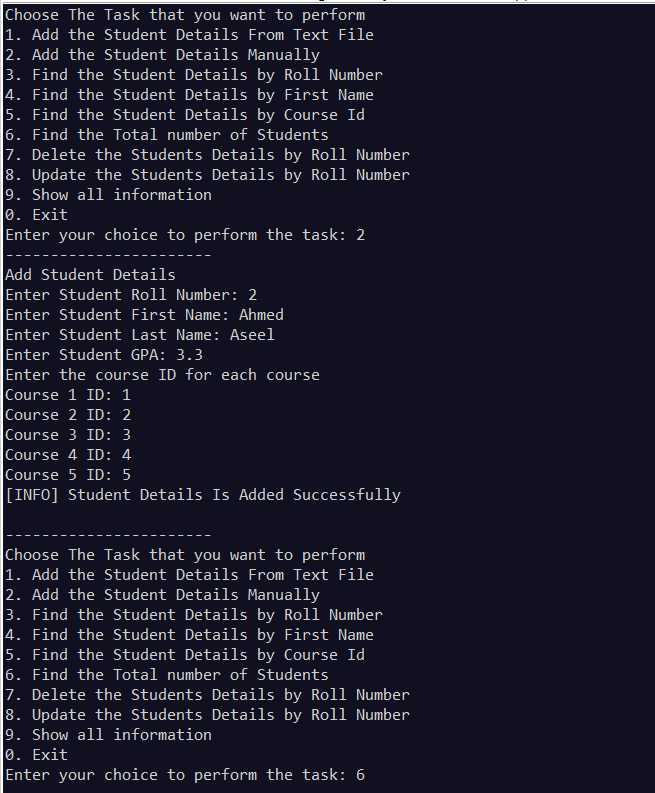 Choose The Task that you want to perform
1. Add the Student Details From Text File
2. Add the Student Details Manually
3. Find the Student Details by Roll Number
4. Find the Student Details by First Name
5. Find the Student Details by Course Id
6. Find the Total number of Students
7. Delete the Students Details by Roll Number
8. Update the Students Details by Roll Number
9. Show all information
0. Exit
Enter your choice to perform the task: 2
-----------------------
Add Student Details
Enter Student Roll Number: 2
Enter Student First Name: Ahmed
Enter Student Last Name: Aseel
Enter Student GPA: 3.3
Enter the course ID for each course
Course 1 ID: 1
Course 2 ID: 2
Course 3 ID: 3
Course 4 ID: 4
Course 5 ID: 5
[INFO] Student Details Is Added Successfully
-----------------------
Choose The Task that you want to perform
1. Add the Student Details From Text File
2. Add the Student Details Manually
3. Find the Student Details by Roll Number
4. Find the Student Details by First Name
5. Find the Student Details by Course Id
6. Find the Total number of Students
7. Delete the Students Details by Roll Number
8. Update the Students Details by Roll Number
9. Show all information
0. Exit
Enter your choice to perform the task: 6